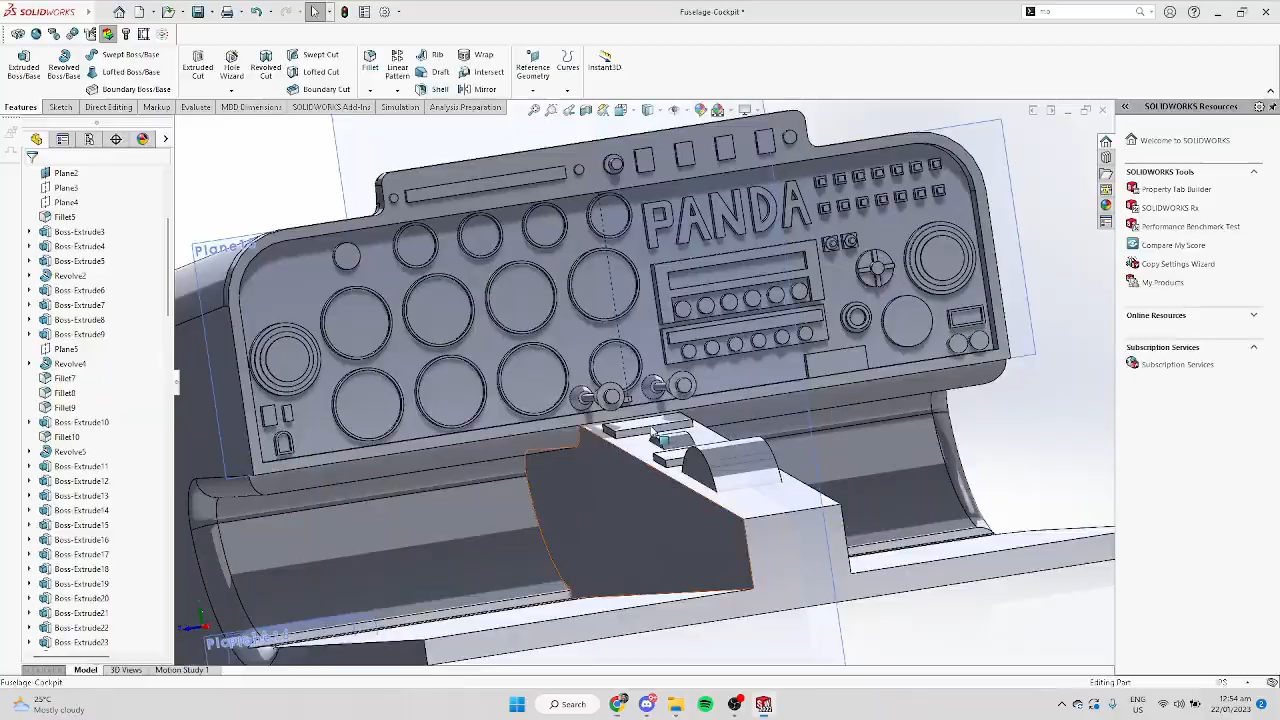 SOLIDWORKS
Fuselage-Cockpit *
mo
Extruded Boss/Base
Revolved Boss/Base
Swept Boss/Base
Lofted Boss/Base
Boundary Boss/Base
Extruded Cut
Hole Wizard
Revolved Cut
Swept Cut
Lofted Cut
Boundary Cut
Fillet
Linear Pattern
Rib
Draft
Shell
Wrap
Intersect
Mirror
Reference Geometry
Curves
Instant3D
Features
Sketch
Direct Editing
Markup
Evaluate
MBD Dimensions
SOLIDWORKS Add-Ins
Simulation
Analysis Preparation
Plane2
Plane3
Plane4
Fillet5
Boss-Extrude3
Boss-Extrude4
Boss-Extrude5
Revolve2
Boss-Extrude6
Boss-Extrude7
Boss-Extrude8
Boss-Extrude9
Plane5
Revolve4
Fillet7
Fillet8
Fillet9
Boss-Extrude10
Fillet10
Revolve5
Boss-Extrude11
Boss-Extrude12
Boss-Extrude13
Boss-Extrude14
Boss-Extrude15
Boss-Extrude16
Boss-Extrude17
Boss-Extrude18
Boss-Extrude19
Boss-Extrude20
Boss-Extrude21
Boss-Extrude22
Boss-Extrude23
PANDA
SOLIDWORKS Resources
Welcome to SOLIDWORKS
SOLIDWORKS Tools
Property Tab Builder
SOLIDWORKS Rx
Performance Benchmark Test
Compare My Score
Copy Settings Wizard
My Products
Online Resources
Subscription Services
Subscription Services
Model
3D Views
Motion Study 1
Fuselage-Cockpit
Editing Part
IPS
25°C
Mostly cloudy
Search
ENG
US
12:54 am
22/01/2023